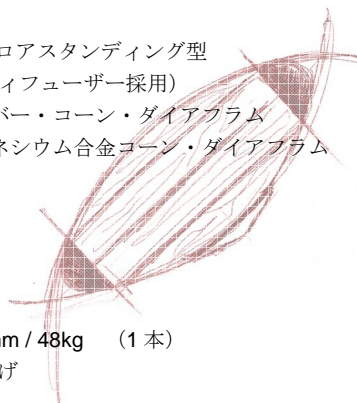 ロアスタンディング型
ィフューザー採用）
バー・コーン・ダイアフラム
ネシウム合金コーン・ダイアフラム
m / 48kg （1 本）
げ